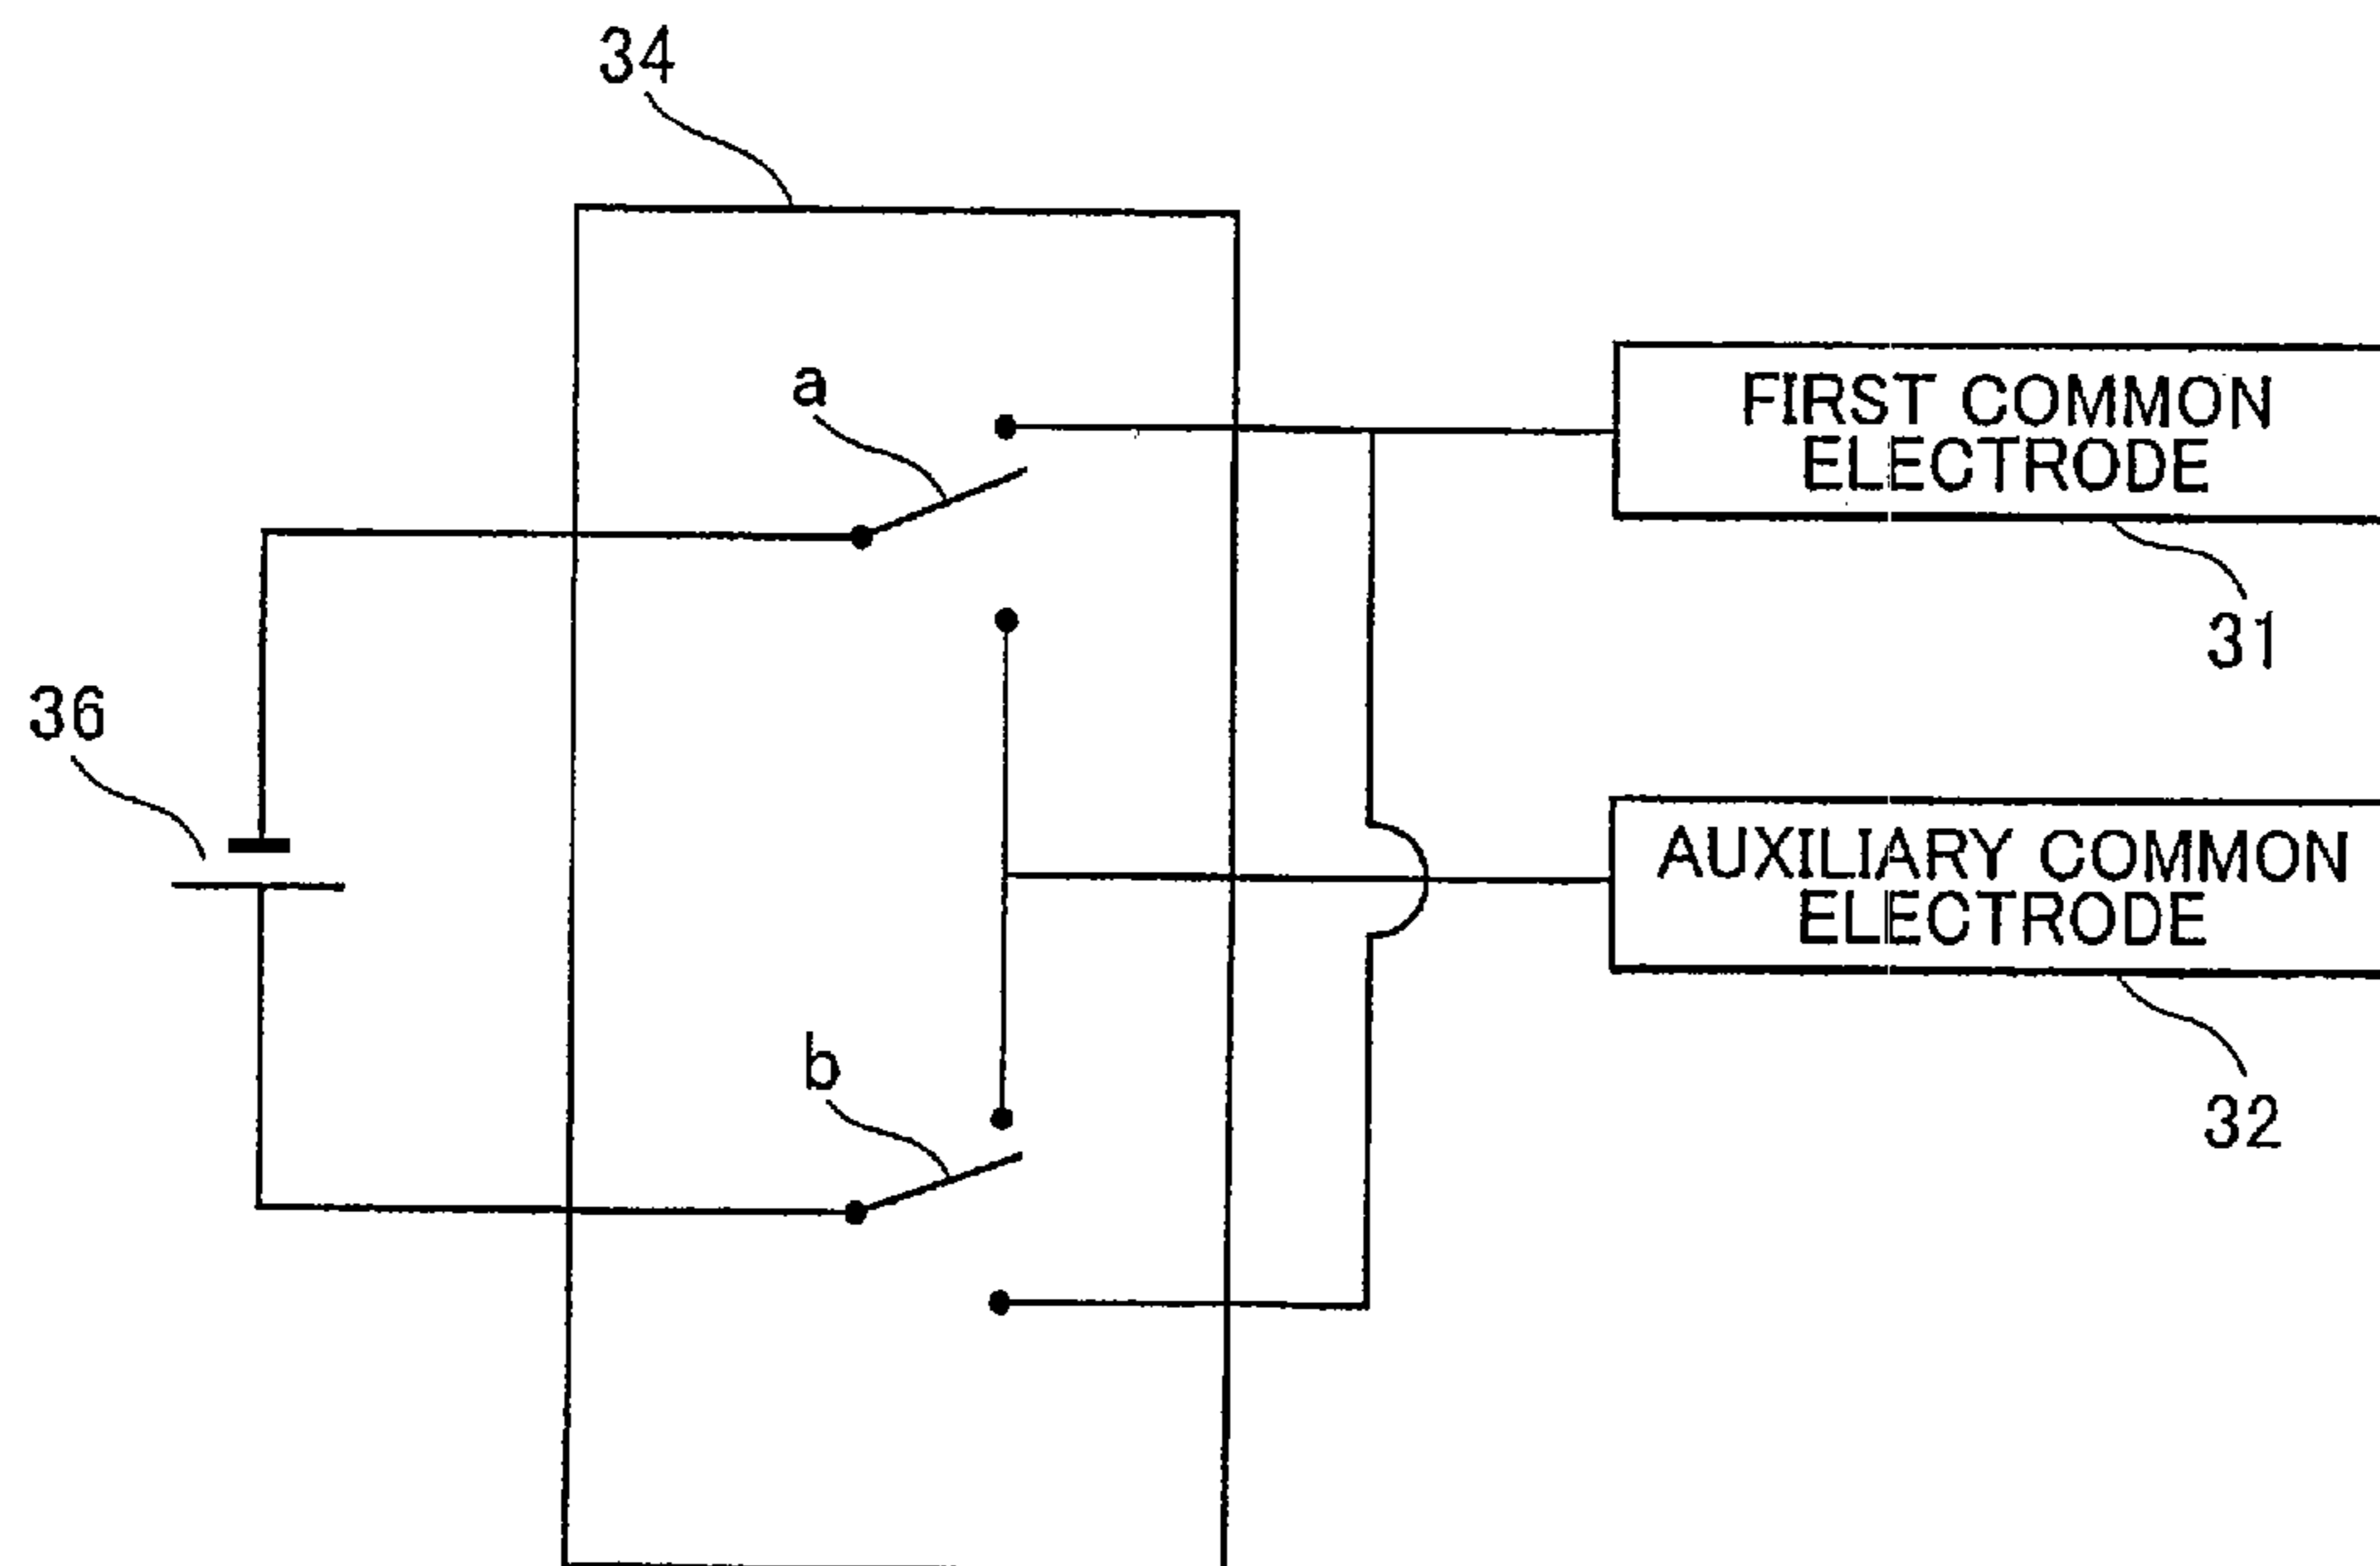 34
a
FIRST COMMON
ELECTRODE
31
36
AUXILIARY COMMON
ELECTRODE
b
32